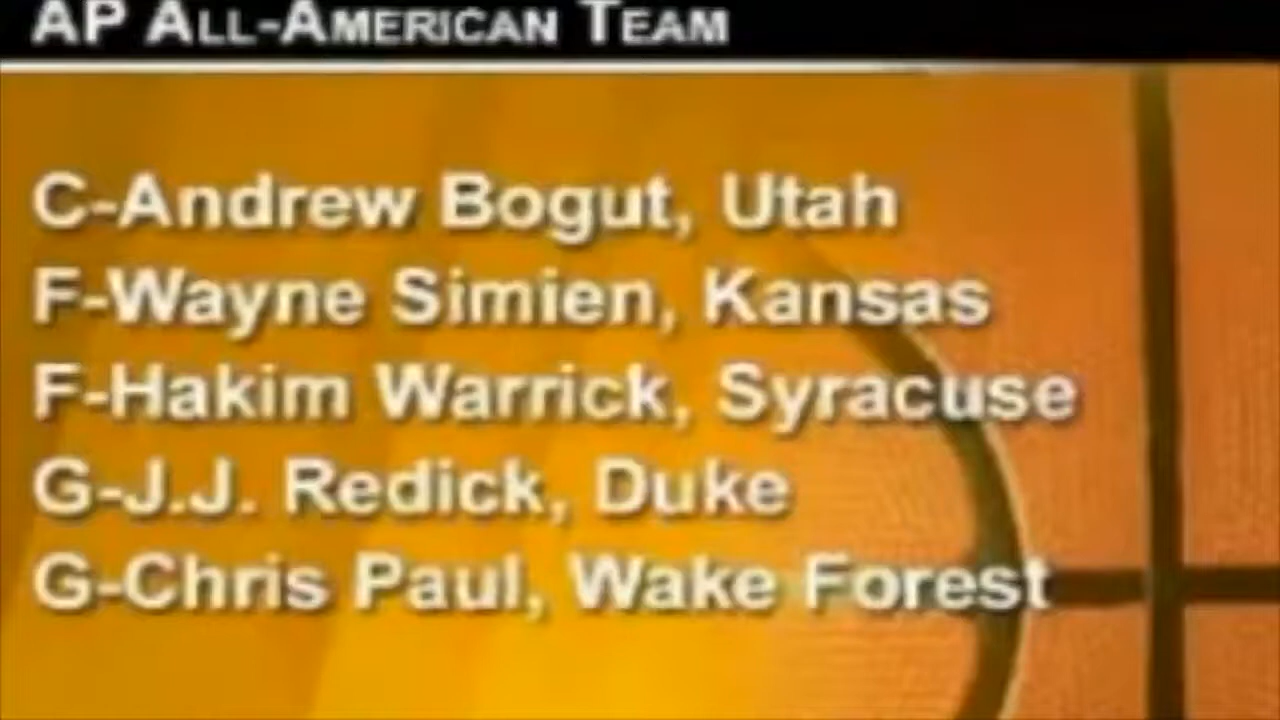 AP ALL-AMERICAN TEAM
C-Andrew Bogut, Utah
F-Wayne Simien, Kansas
F-Hakim Warrick, Syracuse
G-J.J. Redick, Duke
G-Chris Paul, Wake Forest